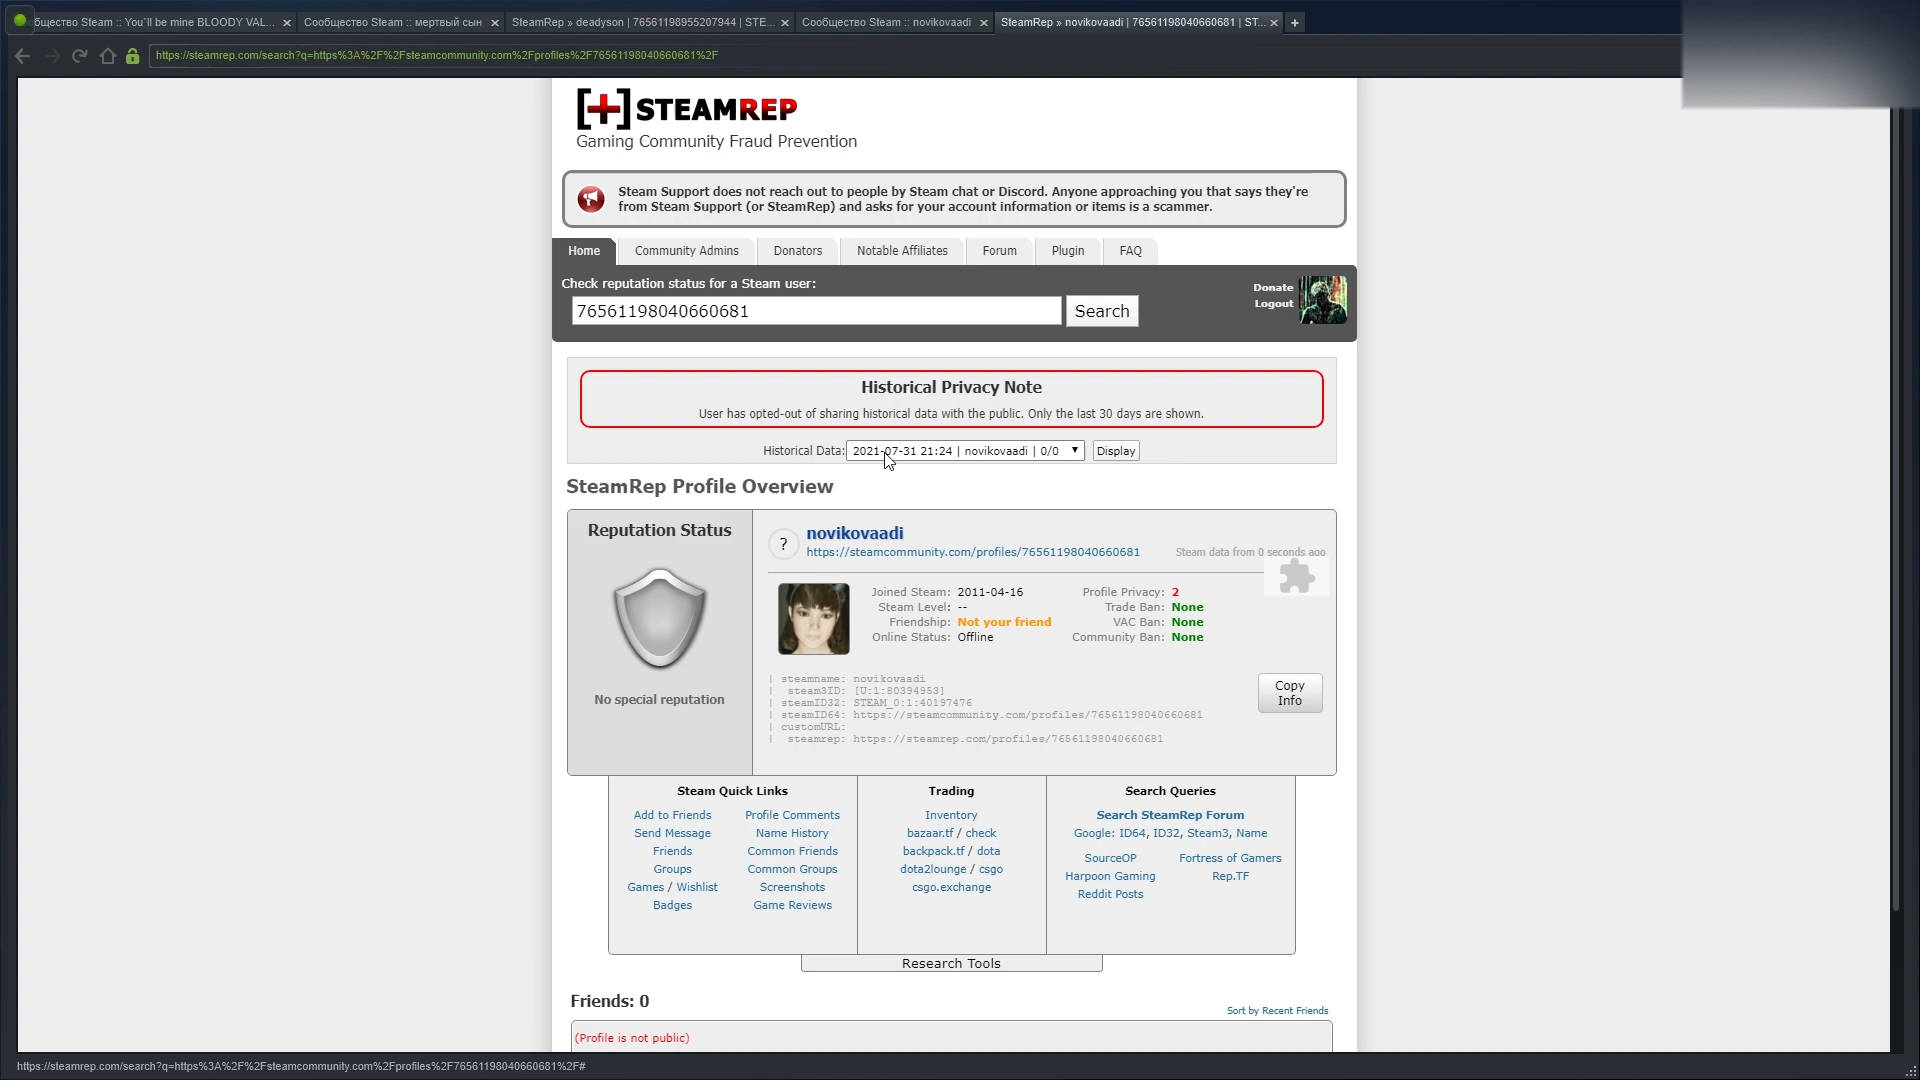 общество Steam :: You'll be mine BLOODY VAL...
Сообщество Steam :: мертвый сын
SteamRep » deadyson | 76561198955207944 | STE...
Сообщество Steam :: novikovaadi
SteamRep » novikovaadi | 76561198040660681 | ST...
https://steamrep.com/search?q=https%3A%2F%2Fsteamcommunity.com%2Fprofiles%2F76561198040660681%2F
STEAMREP
Gaming Community Fraud Prevention
Steam Support does not reach out to people by Steam chat or Discord. Anyone approaching you that says they're
from Steam Support (or SteamRep) and asks for your account information or items is a scammer.
Home Community Admins Donators Notable Affiliates Forum Plugin FAQ
Check reputation status for a Steam user:
76561198040660681 Search
Donate
Logout
Historical Privacy Note
User has opted-out of sharing historical data with the public. Only the last 30 days are shown.
Historical Data: 2021-07-31 21:24 | novikovaadi | 0/0 Display
SteamRep Profile Overview
Reputation Status
No special reputation
? novikovaadi
https://steamcommunity.com/profiles/76561198040660681 Steam data from 0 seconds ago
Joined Steam: 2011-04-16 Profile Privacy: 2
Steam Level: -- Trade Ban: None
Friendship: Not your friend VAC Ban: None
Online Status: Offline Community Ban: None
| steamname: novikovaadi
| steam3ID: [U:1:80394953]
| steamID32: STEAM_0:1:40197476
| steamID64: https://steamcommunity.com/profiles/76561198040660681
| customURL:
| steamrep: https://steamrep.com/profiles/76561198040660681
Copy
Info
Steam Quick Links
Add to Friends Profile Comments
Send Message Name History
Friends Common Friends
Groups Common Groups
Games / Wishlist Screenshots
Badges Game Reviews
Trading
Inventory
bazaar.tf / check
backpack.tf / dota
dota2lounge / csgo
csgo.exchange
Search Queries
Search SteamRep Forum
Google: ID64, ID32, Steam3, Name
SourceOP Fortress of Gamers
Harpoon Gaming Rep.TF
Reddit Posts
Research Tools
Friends: 0
Sort by Recent Friends
(Profile is not public)
https://steamrep.com/search?q=https%3A%2F%2Fsteamcommunity.com%2Fprofiles%2F76561198040660681%2F#